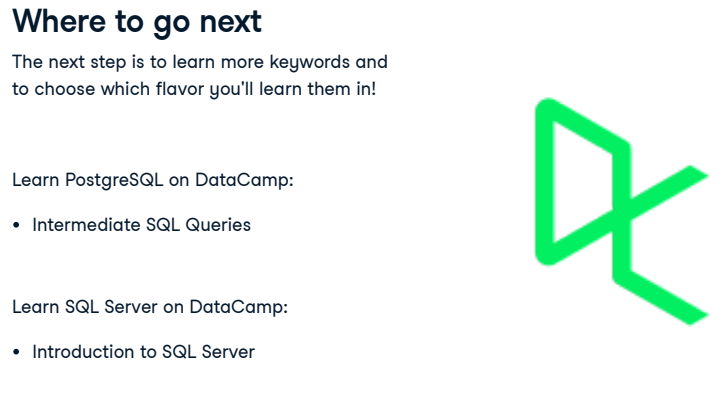 Where to go next
The next step is to learn more keywords and
to choose which flavor you'll learn them in!
Learn PostgreSQL on DataCamp:
• Intermediate SQL Queries
Learn SQL Server on DataCamp:
• Introduction to SQL Server